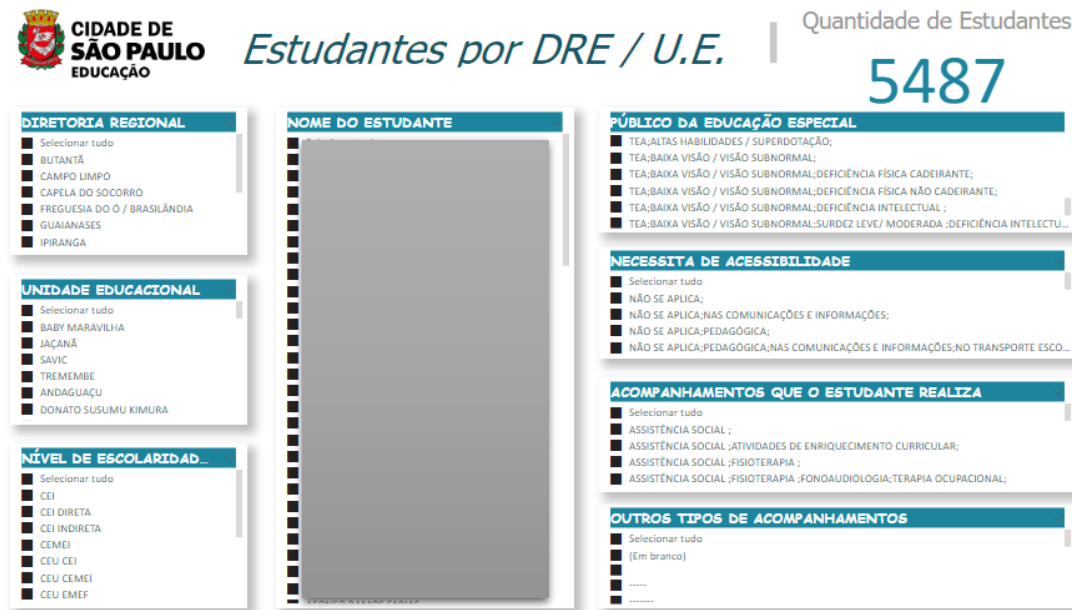 CIDADE DE
SÃO PAULO
EDUCAÇÃO
Estudantes por DRE / U.E.
Quantidade de Estudantes
5487
DIRETORIA REGIONAL
Selecionar tudo
BUTANTÃ
CAMPO LIMPO
CAPELA DO SOCORRO
FREGUESIA DO Ó / BRASILÂNDIA
GUAIANASES
IPIRANGA
UNIDADE EDUCACIONAL
Selecionar tudo
BABY MARAVILHA
JAÇANÃ
SAVIC
TREMEMBE
ANDAGUAÇU
DONATO SUSUMU KIMURA
NÍVEL DE ESCOLARIDAD...
Selecionar tudo
CEI
CEI DIRETA
CEI INDIRETA
CEMEI
CEU CEI
CEU CEMEI
CEU EMEF
NOME DO ESTUDANTE
PÚBLICO DA EDUCAÇÃO ESPECIAL
TEA;ALTAS HABILIDADES / SUPERDOTAÇÃO;
TEA;BAIXA VISÃO / VISÃO SUBNORMAL;
TEA;BAIXA VISÃO / VISÃO SUBNORMAL;DEFICIÊNCIA FÍSICA CADEIRANTE;
TEA;BAIXA VISÃO / VISÃO SUBNORMAL;DEFICIÊNCIA FÍSICA NÃO CADEIRANTE;
TEA;BAIXA VISÃO / VISÃO SUBNORMAL;DEFICIÊNCIA INTELECTUAL ;
TEA;BAIXA VISÃO / VISÃO SUBNORMAL;SURDEZ LEVE/ MODERADA ;DEFICIÊNCIA INTELECTU...
NECESSITA DE ACESSIBILIDADE
Selecionar tudo
NÃO SE APLICA;
NÃO SE APLICA;NAS COMUNICAÇÕES E INFORMAÇÕES;
NÃO SE APLICA;PEDAGÓGICA;
NÃO SE APLICA;PEDAGÓGICA;NAS COMUNICAÇÕES E INFORMAÇÕES;NO TRANSPORTE ESCO...
ACOMPANHAMENTOS QUE O ESTUDANTE REALIZA
Selecionar tudo
ASSISTÊNCIA SOCIAL ;
ASSISTÊNCIA SOCIAL ;ATIVIDADES DE ENRIQUECIMENTO CURRICULAR;
ASSISTÊNCIA SOCIAL ;FISIOTERAPIA ;
ASSISTÊNCIA SOCIAL ;FISIOTERAPIA ;FONOAUDIOLOGIA;TERAPIA OCUPACIONAL;
OUTROS TIPOS DE ACOMPANHAMENTOS
Selecionar tudo
(Em branco)
-----
-------